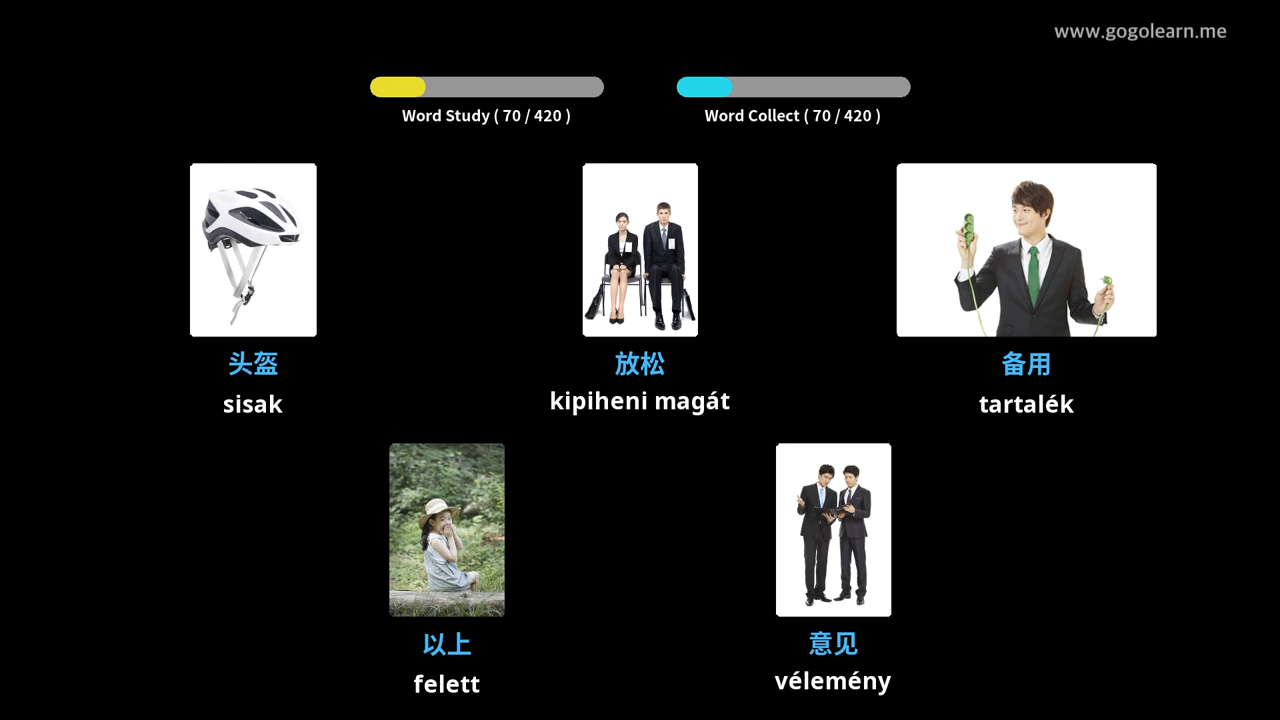 www.gogolearn.me
Word Study ( 70 / 420 )
Word Collect ( 70 / 420 )
头盔
放松
备用
sisak
kipiheni magát
tartalék
以上
意见
felett
vélemény